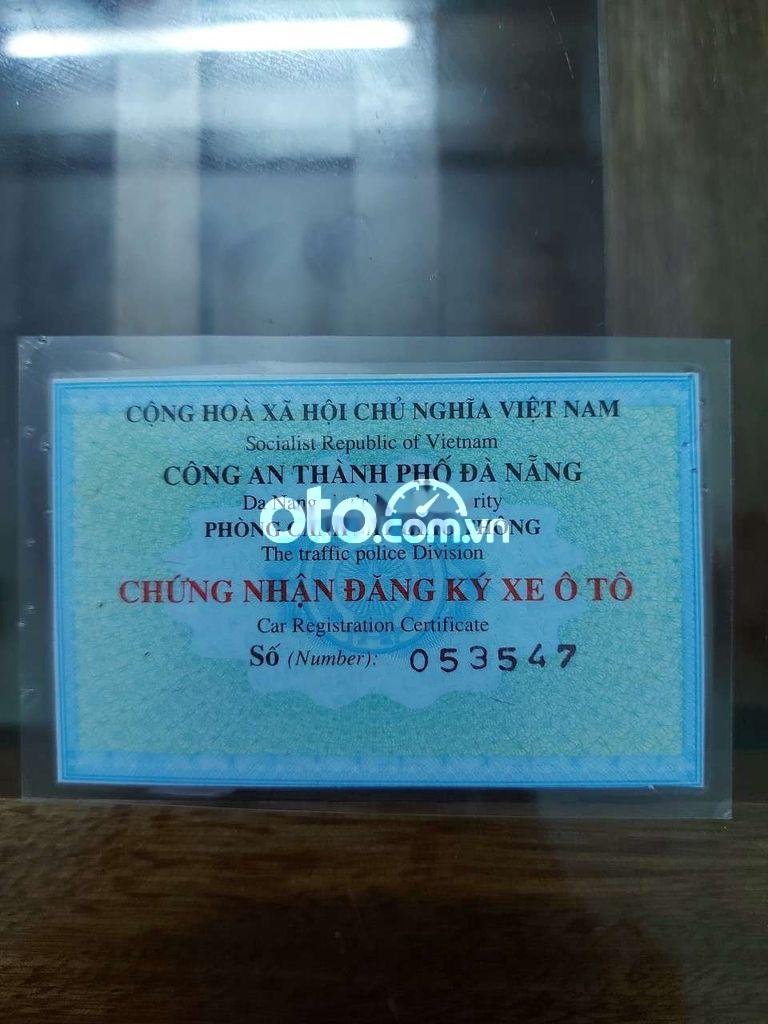 CỘNG HOÀ XÃ HỘI CHỦ NGHĨA VIỆT NAM
Socialist Republic of Vietnam
CÔNG AN THÀNH PHỐ ĐÀ NẴNG
Da Nang rity
oto.com.vn
PHÒNG THÔNG
The traffic police Division
CHỨNG NHẬN ĐĂNG KÝ XE Ô TÔ
Car Registration Certificate
Số (Number): 053547